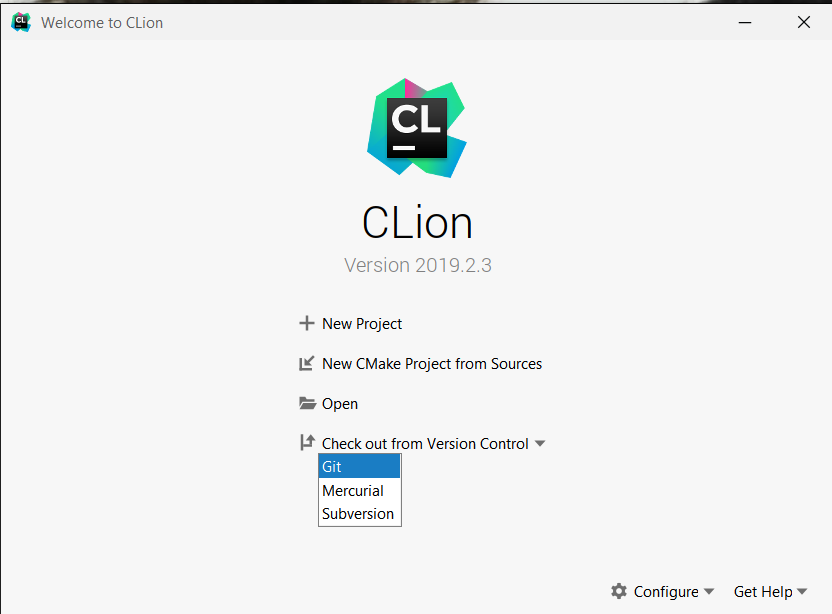 CL
Welcome to CLion
CL
CLion
Version 2019.2.3
New Project
New CMake Project from Sources
Open
Check out from Version Control
Git
Mercurial
Subversion
Configure
Get Help